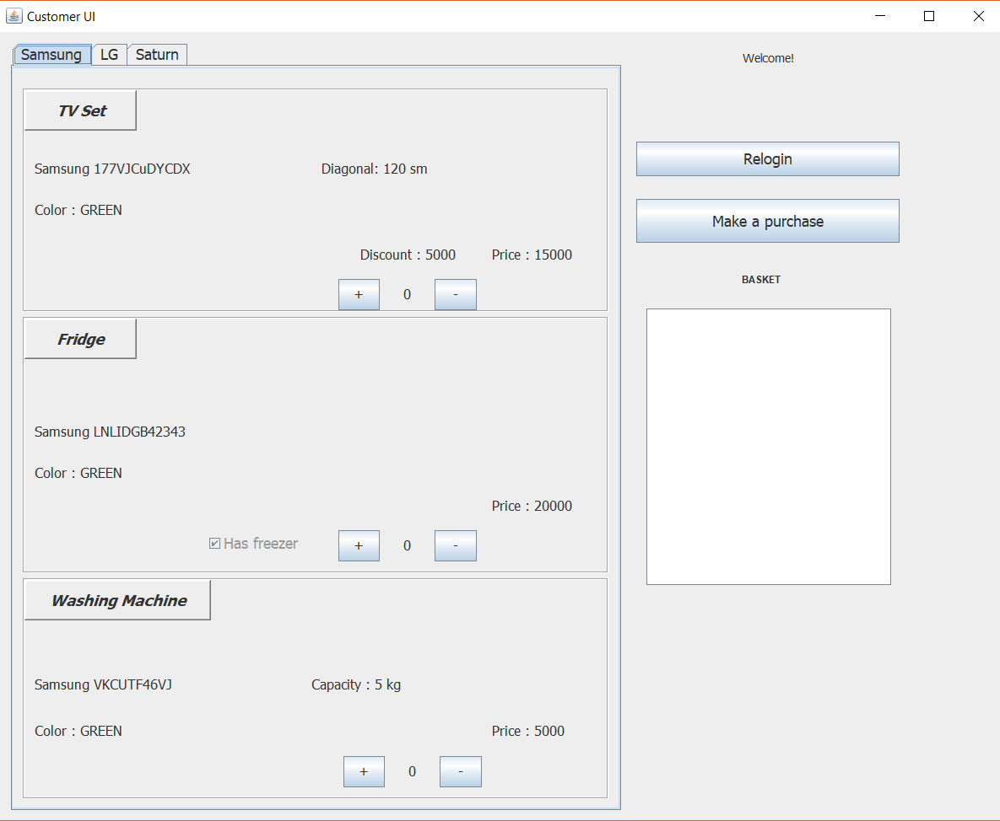 Customer UI
Samsung LG Saturn
Welcome!
TV Set
Samsung 177VJCuDYCDX Diagonal: 120 sm
Color : GREEN
Discount : 5000 Price : 15000
+ 0 -
Fridge
Samsung LNLIDGB42343
Color : GREEN
Price : 20000
Has freezer + 0 -
Washing Machine
Samsung VKCUTF46VJ Capacity : 5 kg
Color : GREEN Price : 5000
+ 0 -
Relogin
Make a purchase
BASKET